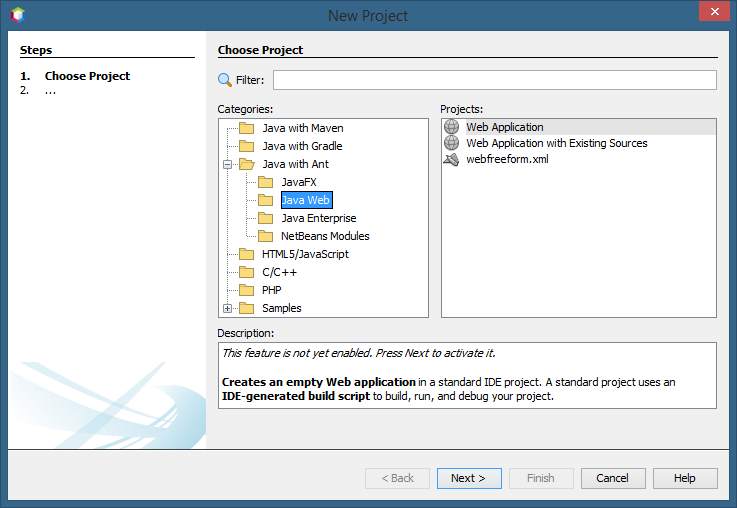 New Project
Steps
1. Choose Project
2. ...
Choose Project
Filter:
Categories:
Java with Maven
Java with Gradle
Java with Ant
JavaFX
Java Web
Java Enterprise
NetBeans Modules
HTML5/JavaScript
C/C++
PHP
Samples
Projects:
Web Application
Web Application with Existing Sources
webfreeform.xml
Description:
This feature is not yet enabled. Press Next to activate it.
Creates an empty Web application in a standard IDE project. A standard project uses an
IDE-generated build script to build, run, and debug your project.
< Back
Next >
Finish
Cancel
Help